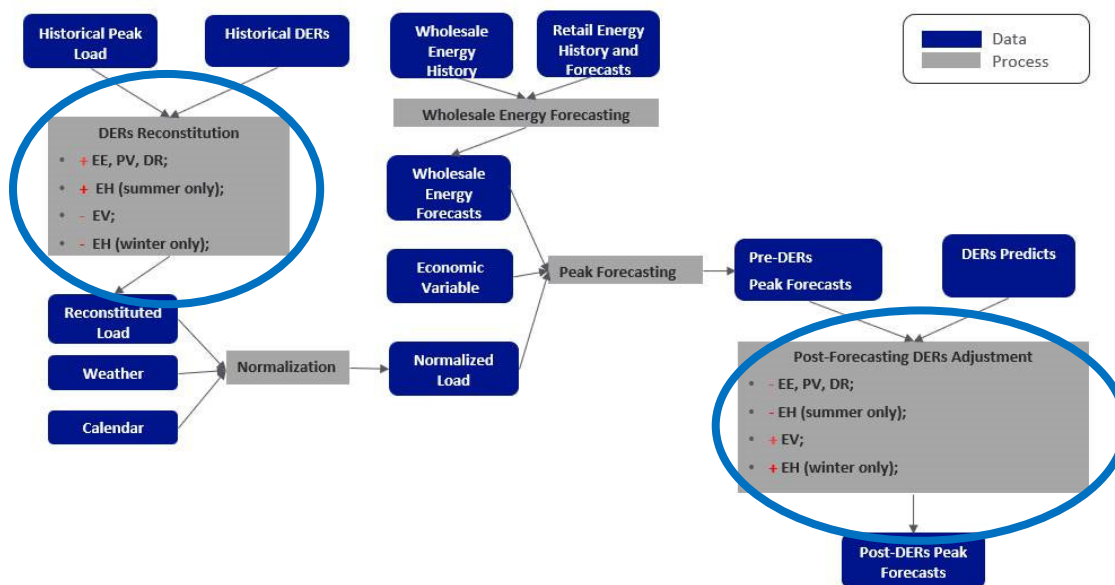 Historical Peak
Load
Historical DERs
Wholesale
Energy
History
Retail Energy
History and
Forecasts
Data
Process
DERs Reconstitution
• + EE, PV, DR;
• + EH (summer only);
• - EV;
• - EH (winter only);
Wholesale Energy Forecasting
Wholesale
Energy
Forecasts
Economic
Variable
Peak Forecasting
Pre-DERs
Peak Forecasts
DERs Predicts
Reconstituted
Load
Weather
Calendar
Normalization
Normalized
Load
Post-Forecasting DERs Adjustment
• - EE, PV, DR;
• - EH (summer only);
• + EV;
• + EH (winter only);
Post-DERs Peak
Forecasts